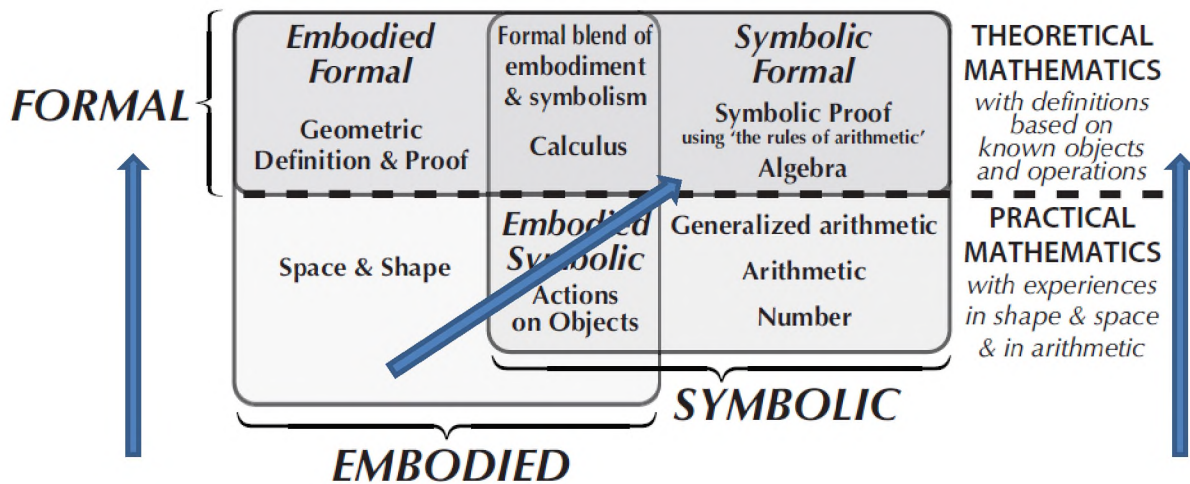 FORMAL
Embodied
Formal
Geometric
Definition & Proof
Formal blend of
embodiment
& symbolism
Calculus
Symbolic
Formal
Symbolic Proof
using ‘the rules of arithmetic’
Algebra
THEORETICAL
MATHEMATICS
with definitions
based on
known objects
and operations
Space & Shape
Embodied
Symbolic
Actions
on Objects
Generalized arithmetic
Arithmetic
Number
PRACTICAL
MATHEMATICS
with experiences
in shape & space
& in arithmetic
SYMBOLIC
EMBODIED